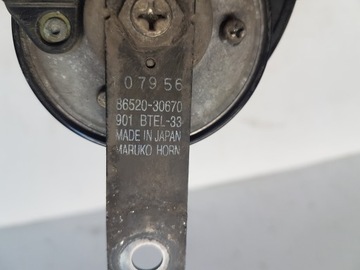 07956
86520-30670
901 BTEL-33
MADE IN JAPAN
MARUKO HORN